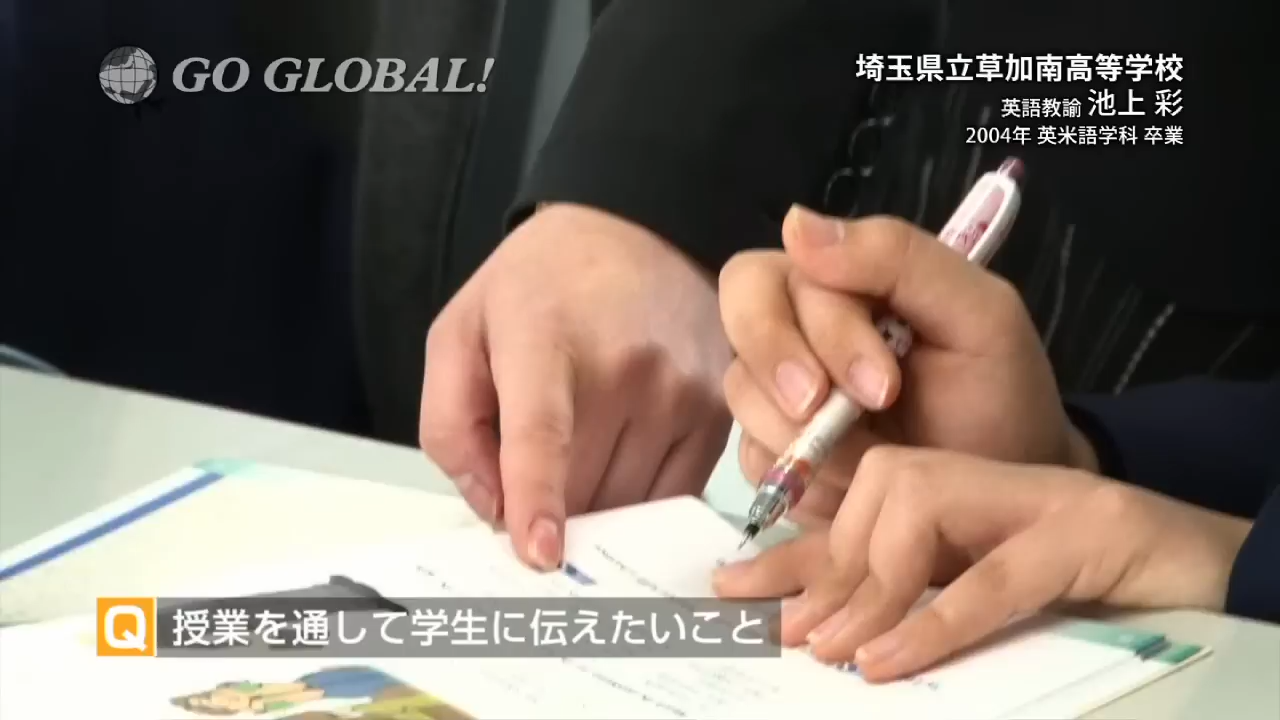 GO GLOBAL!
埼玉県立草加南高等学校
英語教諭 池上 彩
2004年 英米語学科 卒業
Q 授業を通して学生に伝えたいこと